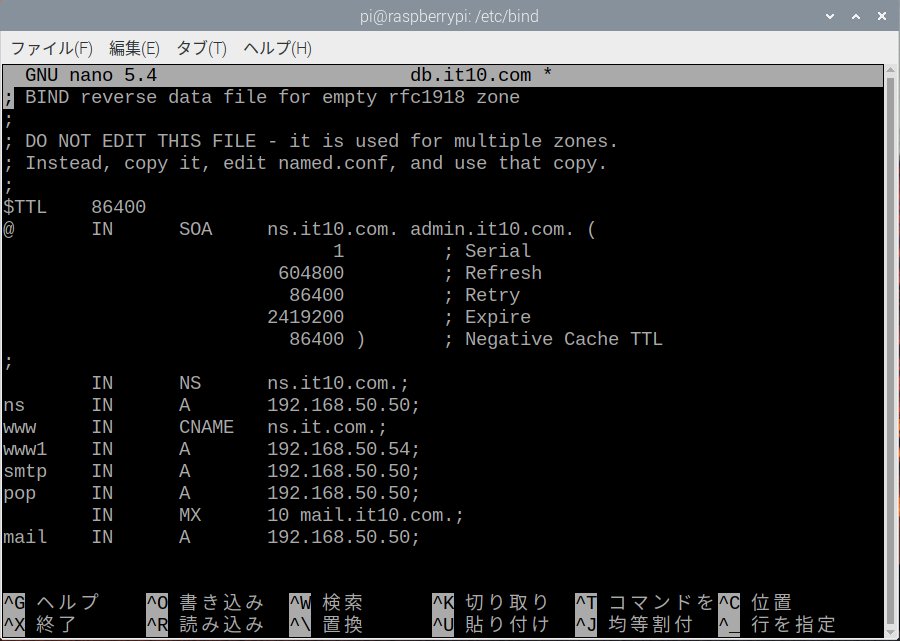 pi@raspberrypi: /etc/bind
ファイル(F) 編集(E) タブ(T) ヘルプ(H)
GNU nano 5.4 db.it10.com *
; BIND reverse data file for empty rfc1918 zone
;
; DO NOT EDIT THIS FILE - it is used for multiple zones.
; Instead, copy it, edit named.conf, and use that copy.
;
$TTL 86400
@ IN SOA ns.it10.com. admin.it10.com. (
1 ; Serial
604800 ; Refresh
86400 ; Retry
2419200 ; Expire
86400 ) ; Negative Cache TTL
;
IN NS ns.it10.com.;
ns IN A 192.168.50.50;
www IN CNAME ns.it.com.;
www1 IN A 192.168.50.54;
smtp IN A 192.168.50.50;
pop IN A 192.168.50.50;
IN MX 10 mail.it10.com.;
mail IN A 192.168.50.50;
^G ヘルプ ^O 書き込み ^W 検索 ^K 切り取り ^T コマンドを ^C 位置
^X 終了 ^R 読み込み ^\ 置換 ^U 貼り付け ^J 均等割付 ^_ 行を指定